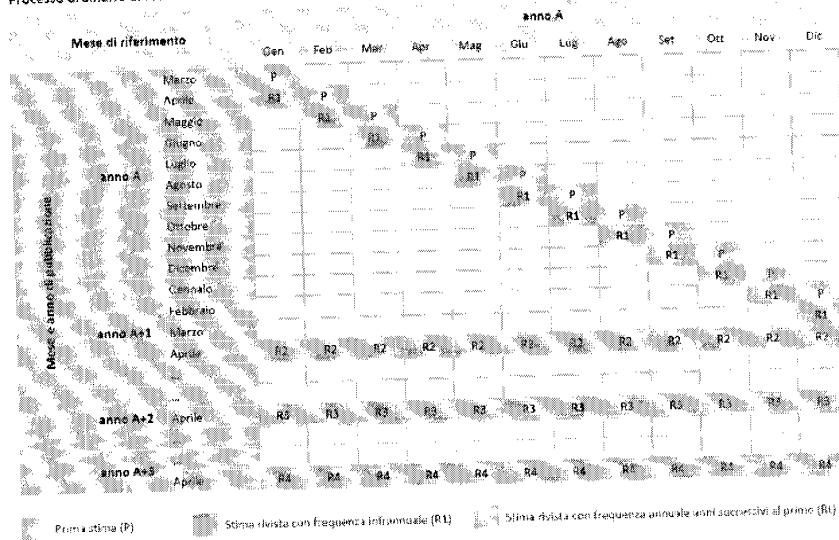 anno A
Mese di riferimento Gen Feb Mar Apr Mag Giu Lug Ago Set Ott Nov Dic
Marzo P
Aprile R1 P
Maggio R1 P
Giugno R1 P
Luglio R1 P
anno A Agosto R1 P
Settembre R1 P
Ottobre R1 P
Novembre R1 P
Dicembre R1 P
Gennaio R1 P
Febbraio R1 P
anno A+1 Marzo R1
Aprile R2 R2 R2 R2 R2 R2 R2 R2 R2 R2 R2 R2
...
anno A+2 Aprile R3 R3 R3 R3 R3 R3 R3 R3 R3 R3 R3 R3
...
anno A+3 Aprile R4 R4 R4 R4 R4 R4 R4 R4 R4 R4 R4 R4
Mese e anno di pubblicazione
Prima stima (P) Stima rivista con frequenza infrannuale (R1) Stima rivista con frequenza annuale anni successivi al primo